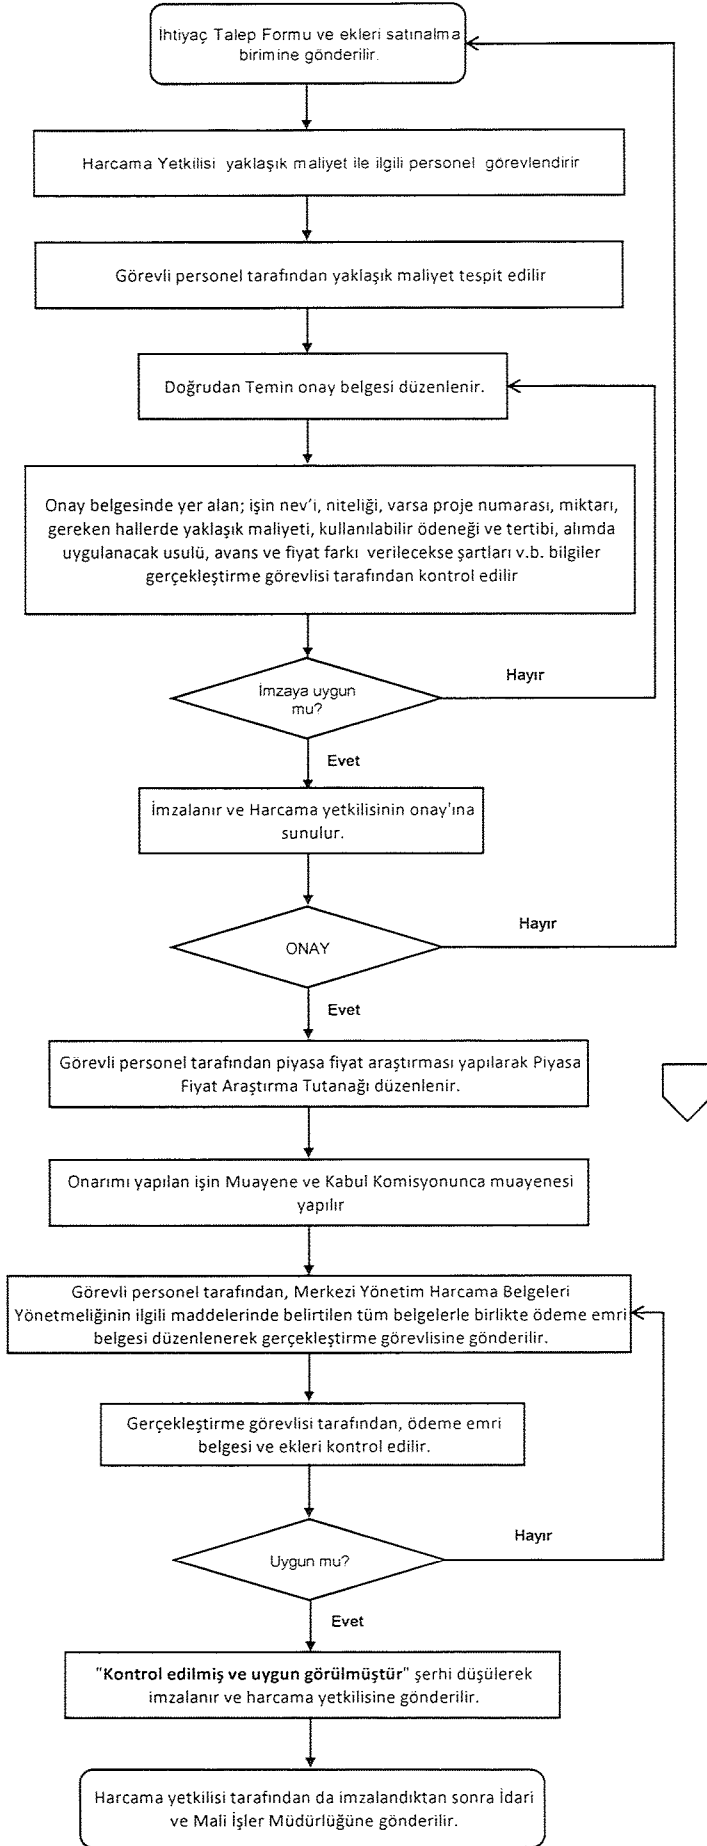 İhtiyaç Talep Formu ve ekleri satınalma
birimine gönderilir.
Harcama Yetkilisi yaklaşık maliyet ile ilgili personel görevlendirir
Görevli personel tarafından yaklaşık maliyet tespit edilir
Doğrudan Temin onay belgesi düzenlenir.
Onay belgesinde yer alan; işin nev'i, niteliği, varsa proje numarası, miktarı,
gereken hallerde yaklaşık maliyeti, kullanılabilir ödeneği ve tertibi, alımda
uygulanacak usulü, avans ve fiyat farkı verilecekse şartları v.b. bilgiler
gerçekleştirme görevlisi tarafından kontrol edilir
İmzaya uygun
mu?
Hayır
Evet
İmzalanır ve Harcama yetkilisinin onay'ına
sunulur.
ONAY
Hayır
Evet
Görevli personel tarafından piyasa fiyat araştırması yapılarak Piyasa
Fiyat Araştırma Tutanağı düzenlenir.
Onarımı yapılan işin Muayene ve Kabul Komisyonunca muayenesi
yapılır
Görevli personel tarafından, Merkezi Yönetim Harcama Belgeleri
Yönetmeliğinin ilgili maddelerinde belirtilen tüm belgelerle birlikte ödeme emri
belgesi düzenlenerek gerçekleştirme görevlisine gönderilir.
Gerçekleştirme görevlisi tarafından, ödeme emri
belgesi ve ekleri kontrol edilir.
Uygun mu?
Hayır
Evet
"Kontrol edilmiş ve uygun görülmüştür" şerhi düşülerek
imzalanır ve harcama yetkilisine gönderilir.
Harcama yetkilisi tarafından da imzalandıktan sonra İdari
ve Mali İşler Müdürlüğüne gönderilir.